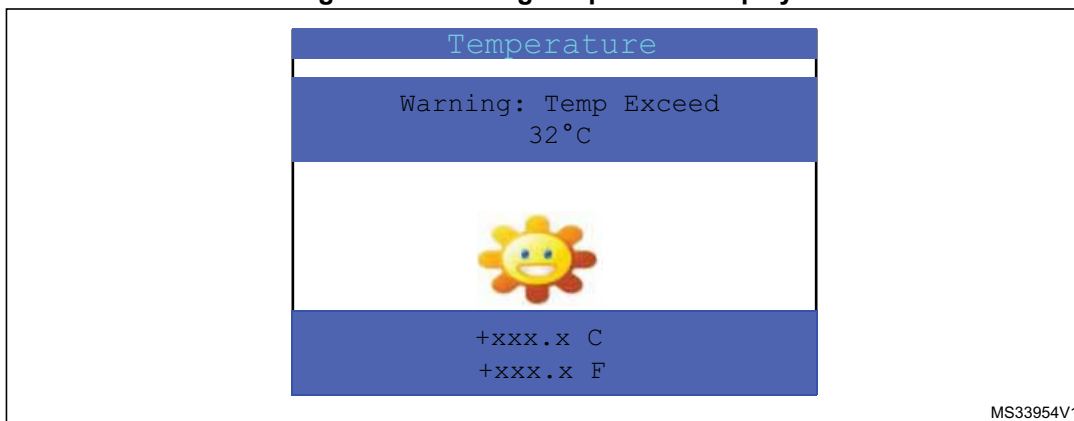 Temperature
Warning: Temp Exceed
32°C
+xxx.x C
+xxx.x F
MS33954V1